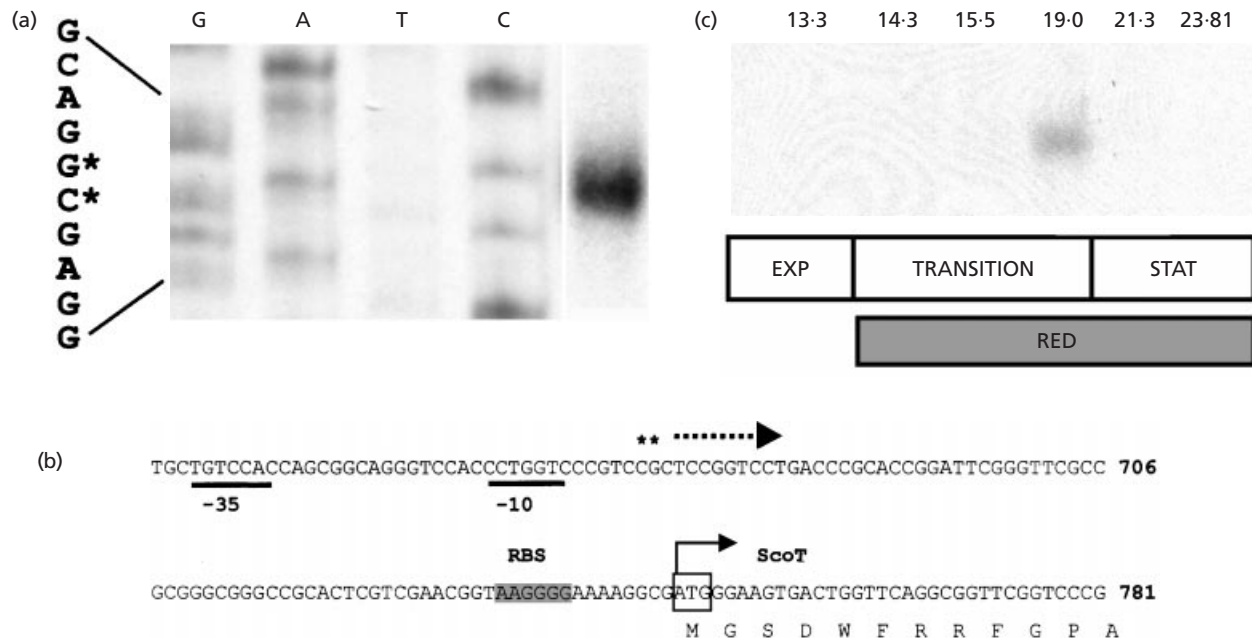 (a)
G A T C
G
C
A
G
G*
C*
G
A
G
G
(c)
13·3 14·3 15·5 19·0 21·3 23·81
EXP TRANSITION STAT
RED
(b)
**
TGCTGTCCACCAGCGGCAGGGTCCACCCTGGTCCCGTCCGCTCCGGTCCTGACCCGCACCGGATTCGGGTTCGCC 706
-35 -10
RBS ScoT
GCGGGCGGGCCGCACTCGTCGAACGGTAAGGGGAAAAGGCGATGGGAAGTGACTGGTTCAGGCGGTTCGGTCCCG 781
M G S D W F R R F G P A